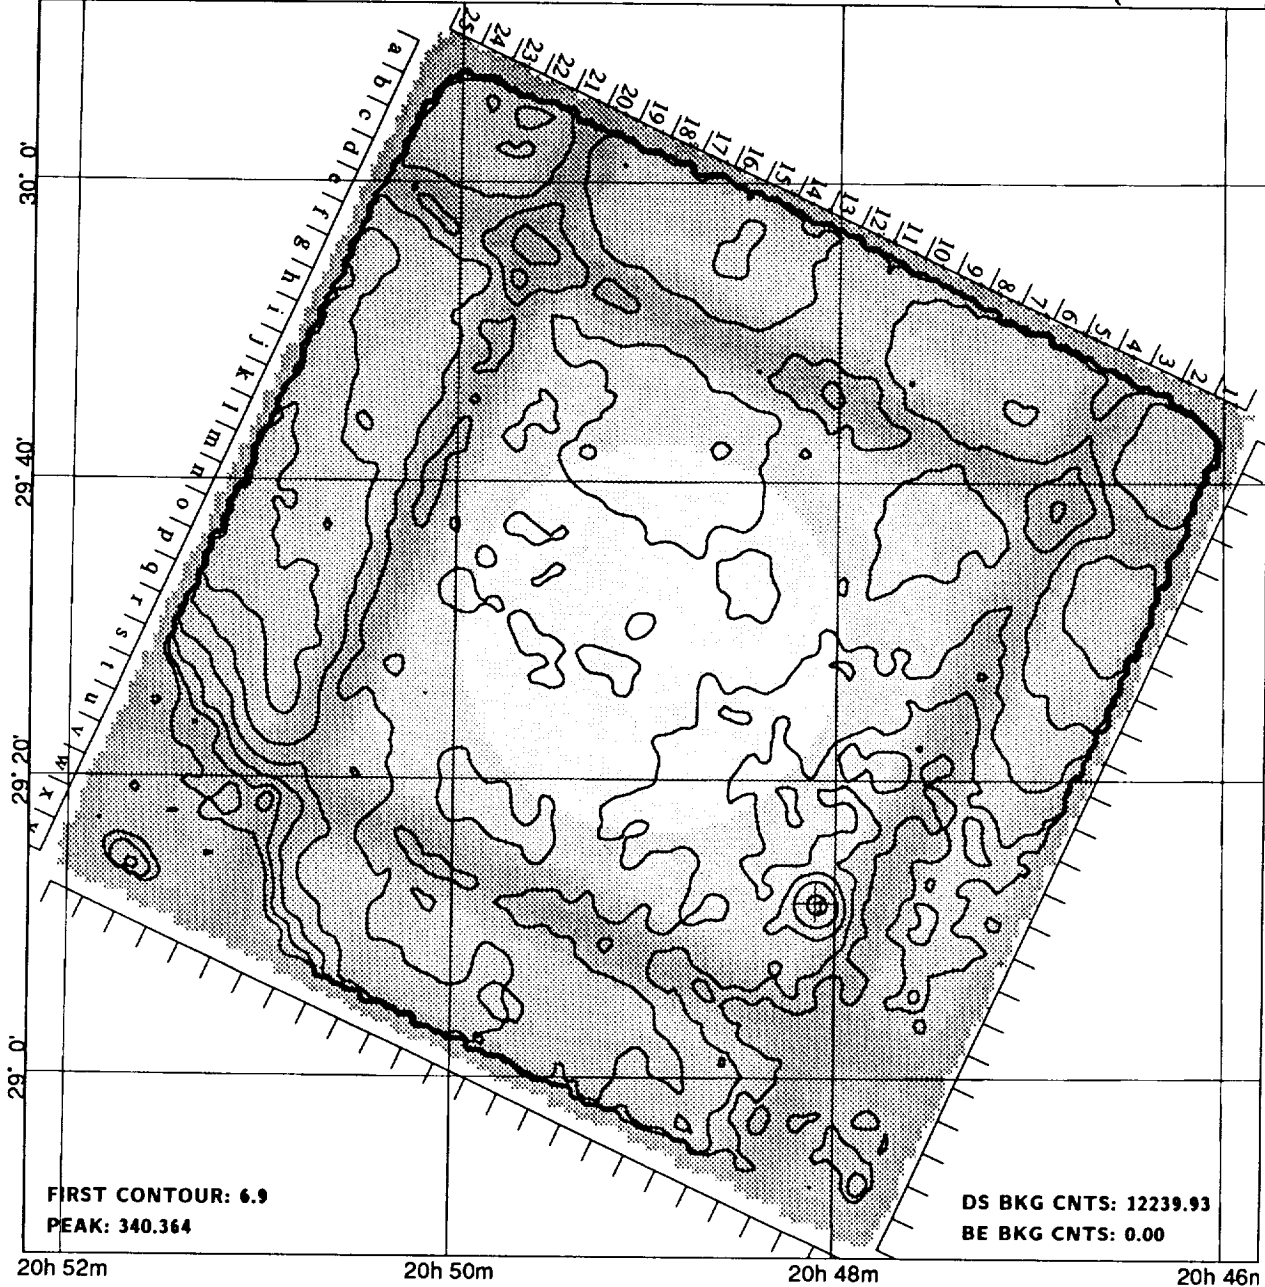 25 24 23 22 21 20 19 18 17 16 15 14 13 12 11 10 9 8 7 6 5 4 3 2 1
a b c d e f g h i j k l m n o p q r s t u v w x y
30° 0'
29° 40'
29° 20'
29° 0'
FIRST CONTOUR: 6.9
PEAK: 340.364
DS BKG CNTS: 12239.93
BE BKG CNTS: 0.00
20h 52m 20h 50m 20h 48m 20h 46m